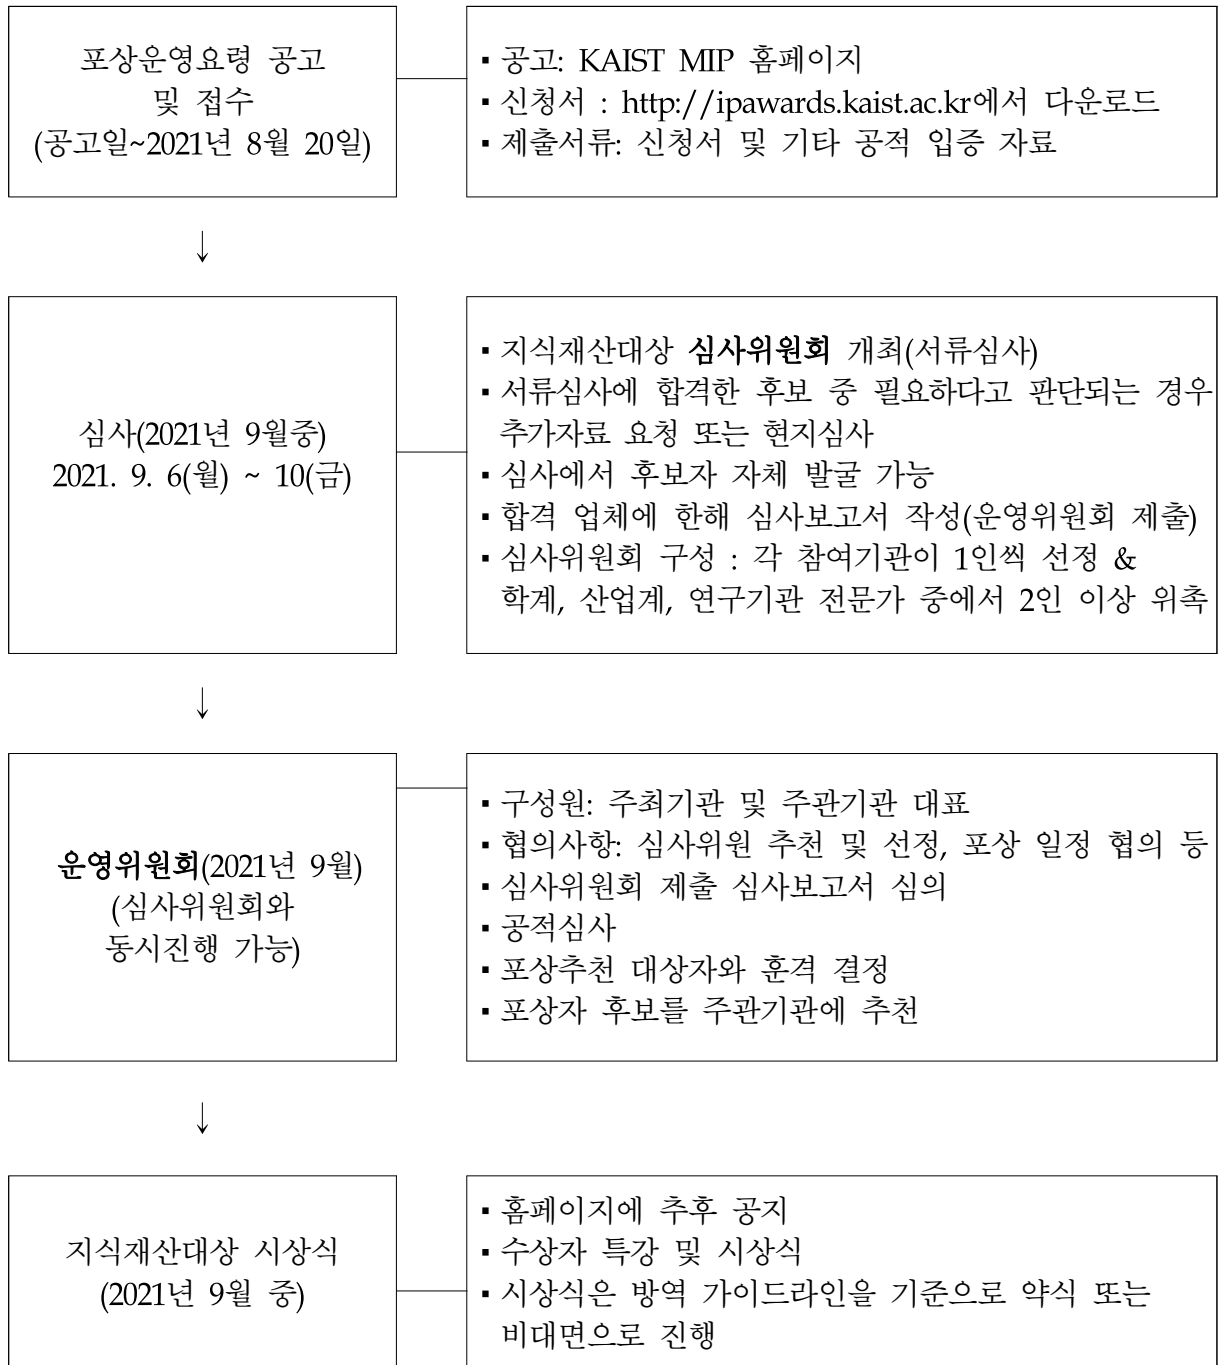 포상운영요령 공고
및 접수
(공고일~2021년 8월 20일)
▪ 공고: KAIST MIP 홈페이지
▪ 신청서 : http://ipawards.kaist.ac.kr에서 다운로드
▪ 제출서류: 신청서 및 기타 공적 입증 자료
↓
심사(2021년 9월중)
2021. 9. 6(월) ~ 10(금)
▪ 지식재산대상 심사위원회 개최(서류심사)
▪ 서류심사에 합격한 후보 중 필요하다고 판단되는 경우
추가자료 요청 또는 현지심사
▪ 심사에서 후보자 자체 발굴 가능
▪ 합격 업체에 한해 심사보고서 작성(운영위원회 제출)
▪ 심사위원회 구성 : 각 참여기관이 1인씩 선정 &
학계, 산업계, 연구기관 전문가 중에서 2인 이상 위촉
↓
운영위원회(2021년 9월)
(심사위원회와
동시진행 가능)
▪ 구성원: 주최기관 및 주관기관 대표
▪ 협의사항: 심사위원 추천 및 선정, 포상 일정 협의 등
▪ 심사위원회 제출 심사보고서 심의
▪ 공적심사
▪ 포상추천 대상자와 훈격 결정
▪ 포상자 후보를 주관기관에 추천
↓
지식재산대상 시상식
(2021년 9월 중)
▪ 홈페이지에 추후 공지
▪ 수상자 특강 및 시상식
▪ 시상식은 방역 가이드라인을 기준으로 약식 또는
비대면으로 진행